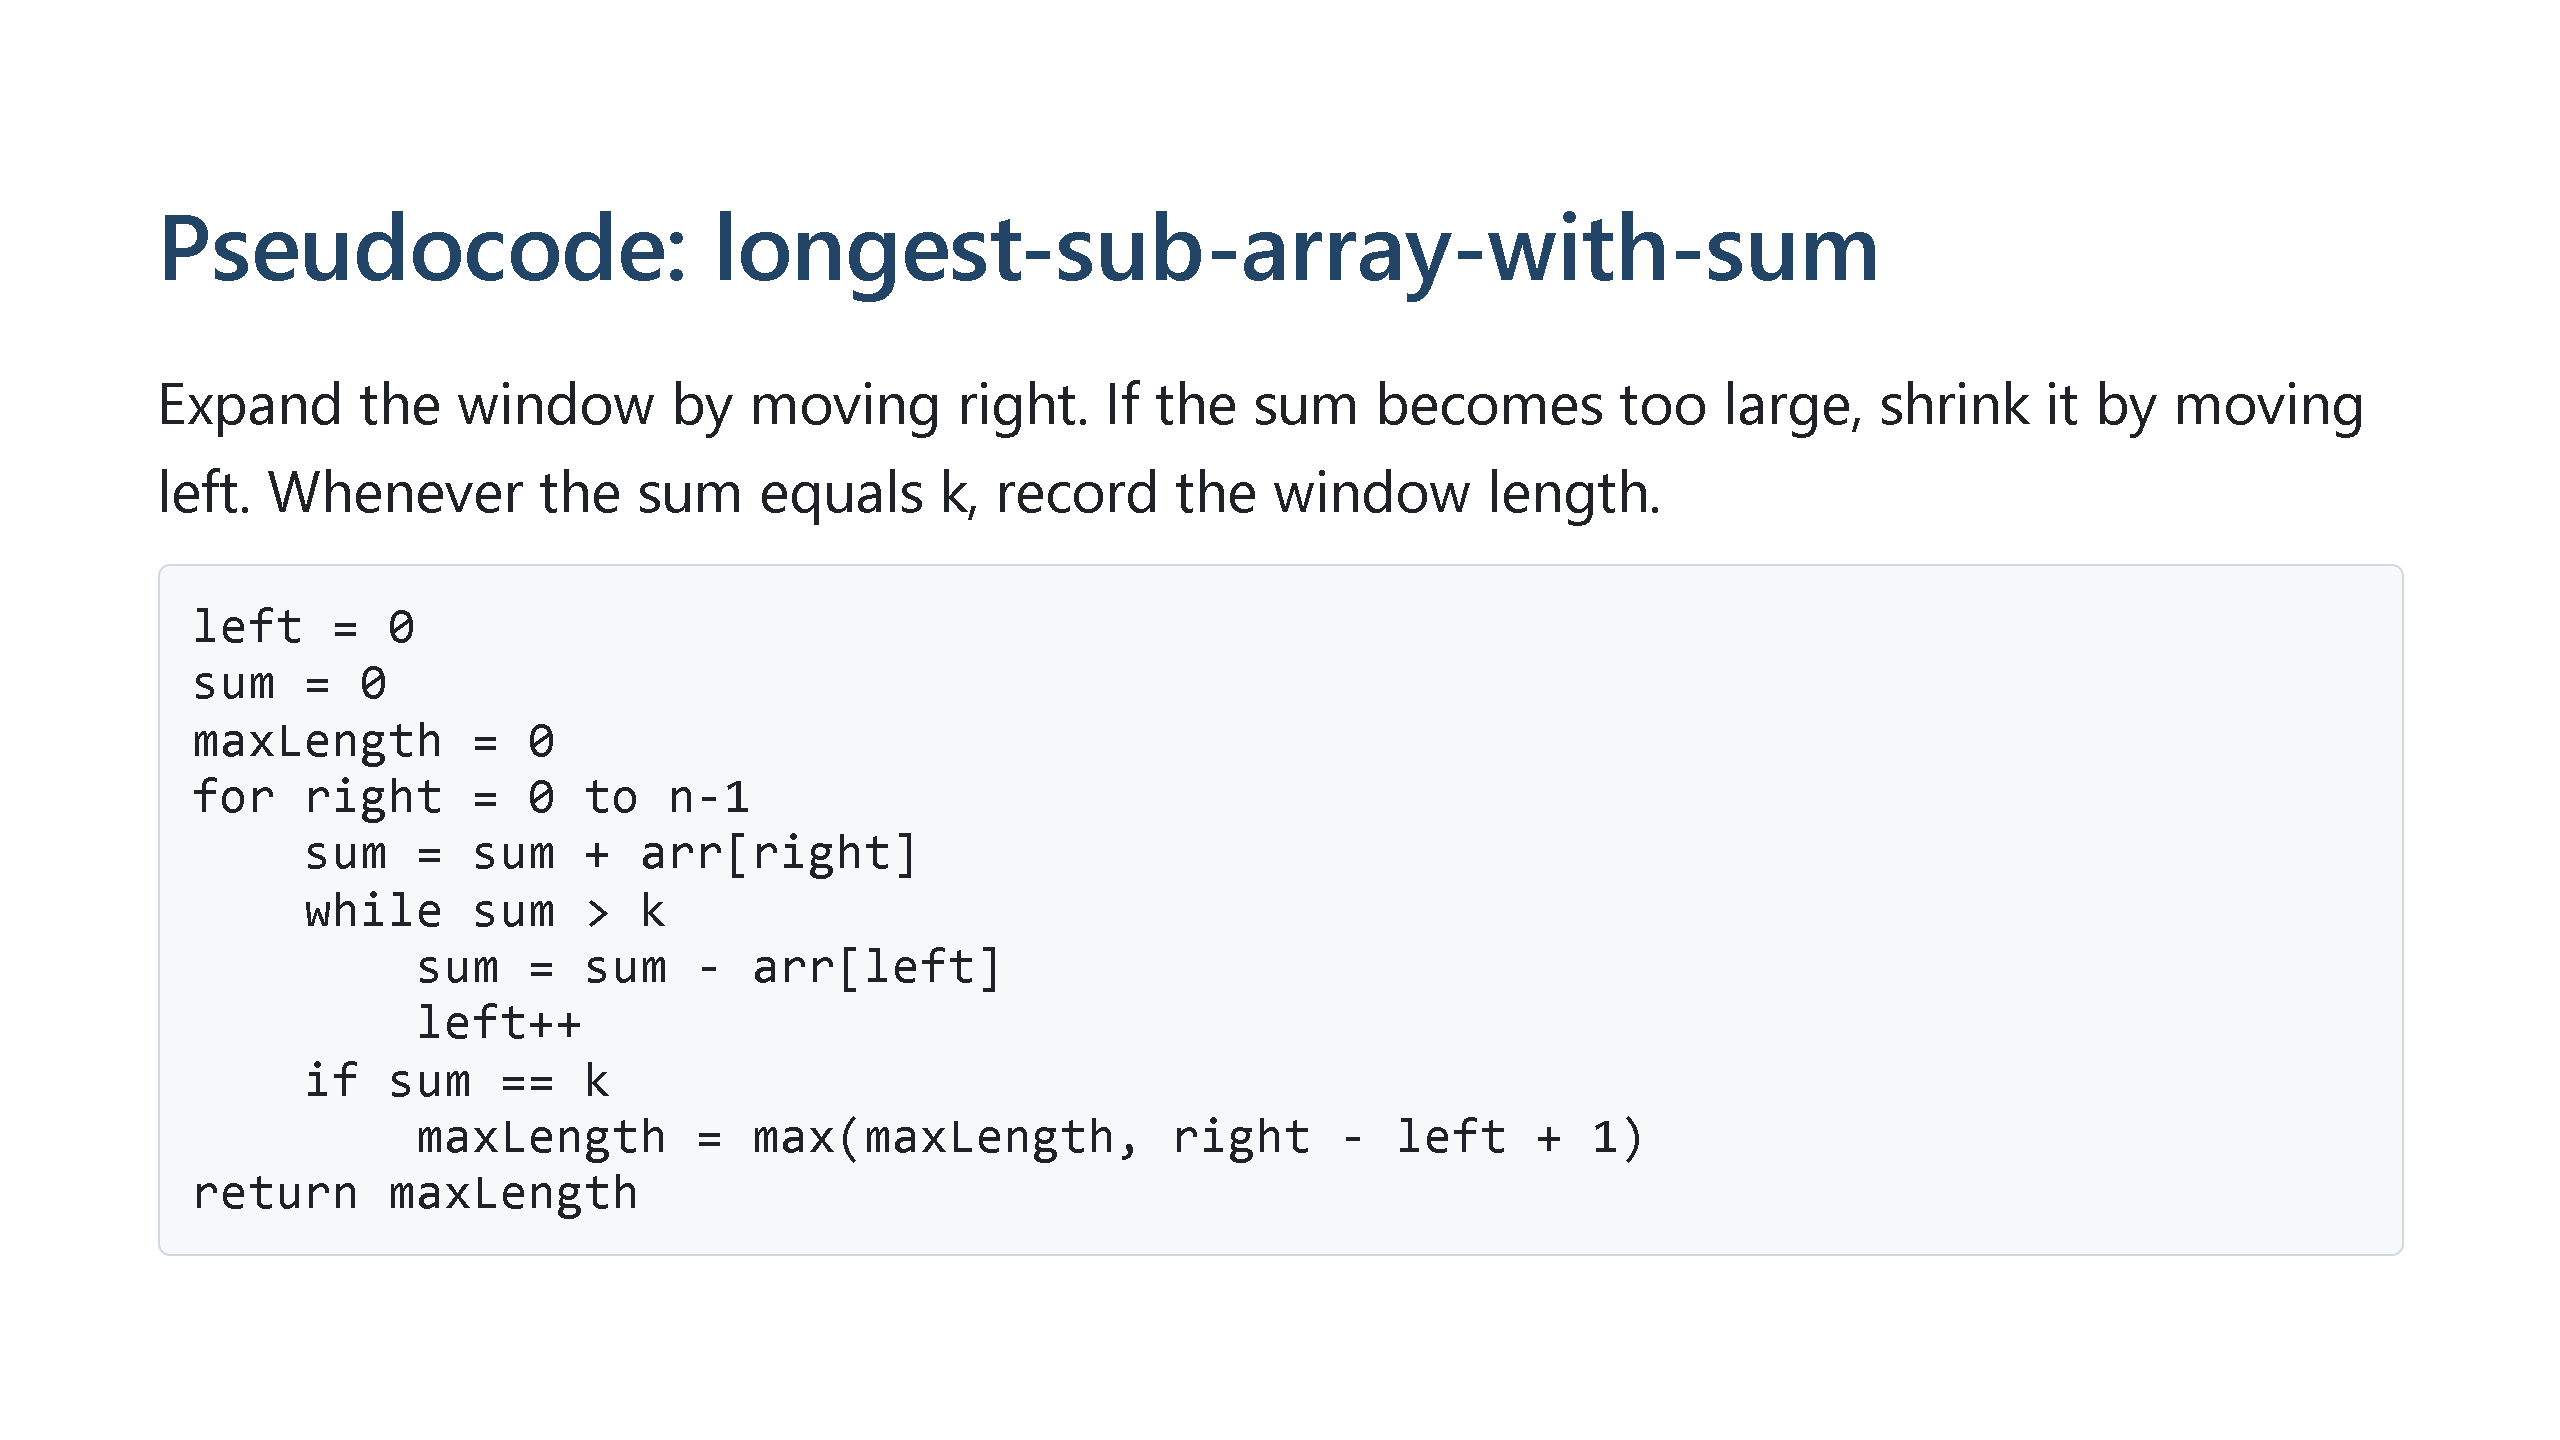 Pseudocode: longest-sub-array-with-sum
Expand the window by moving right. If the sum becomes too large, shrink it by moving
left. Whenever the sum equals k, record the window length.
left = 0
sum = 0
maxLength = 0
for right = 0 to n-1
    sum = sum + arr[right]
    while sum > k
        sum = sum - arr[left]
        left++
    if sum == k
        maxLength = max(maxLength, right - left + 1)
return maxLength